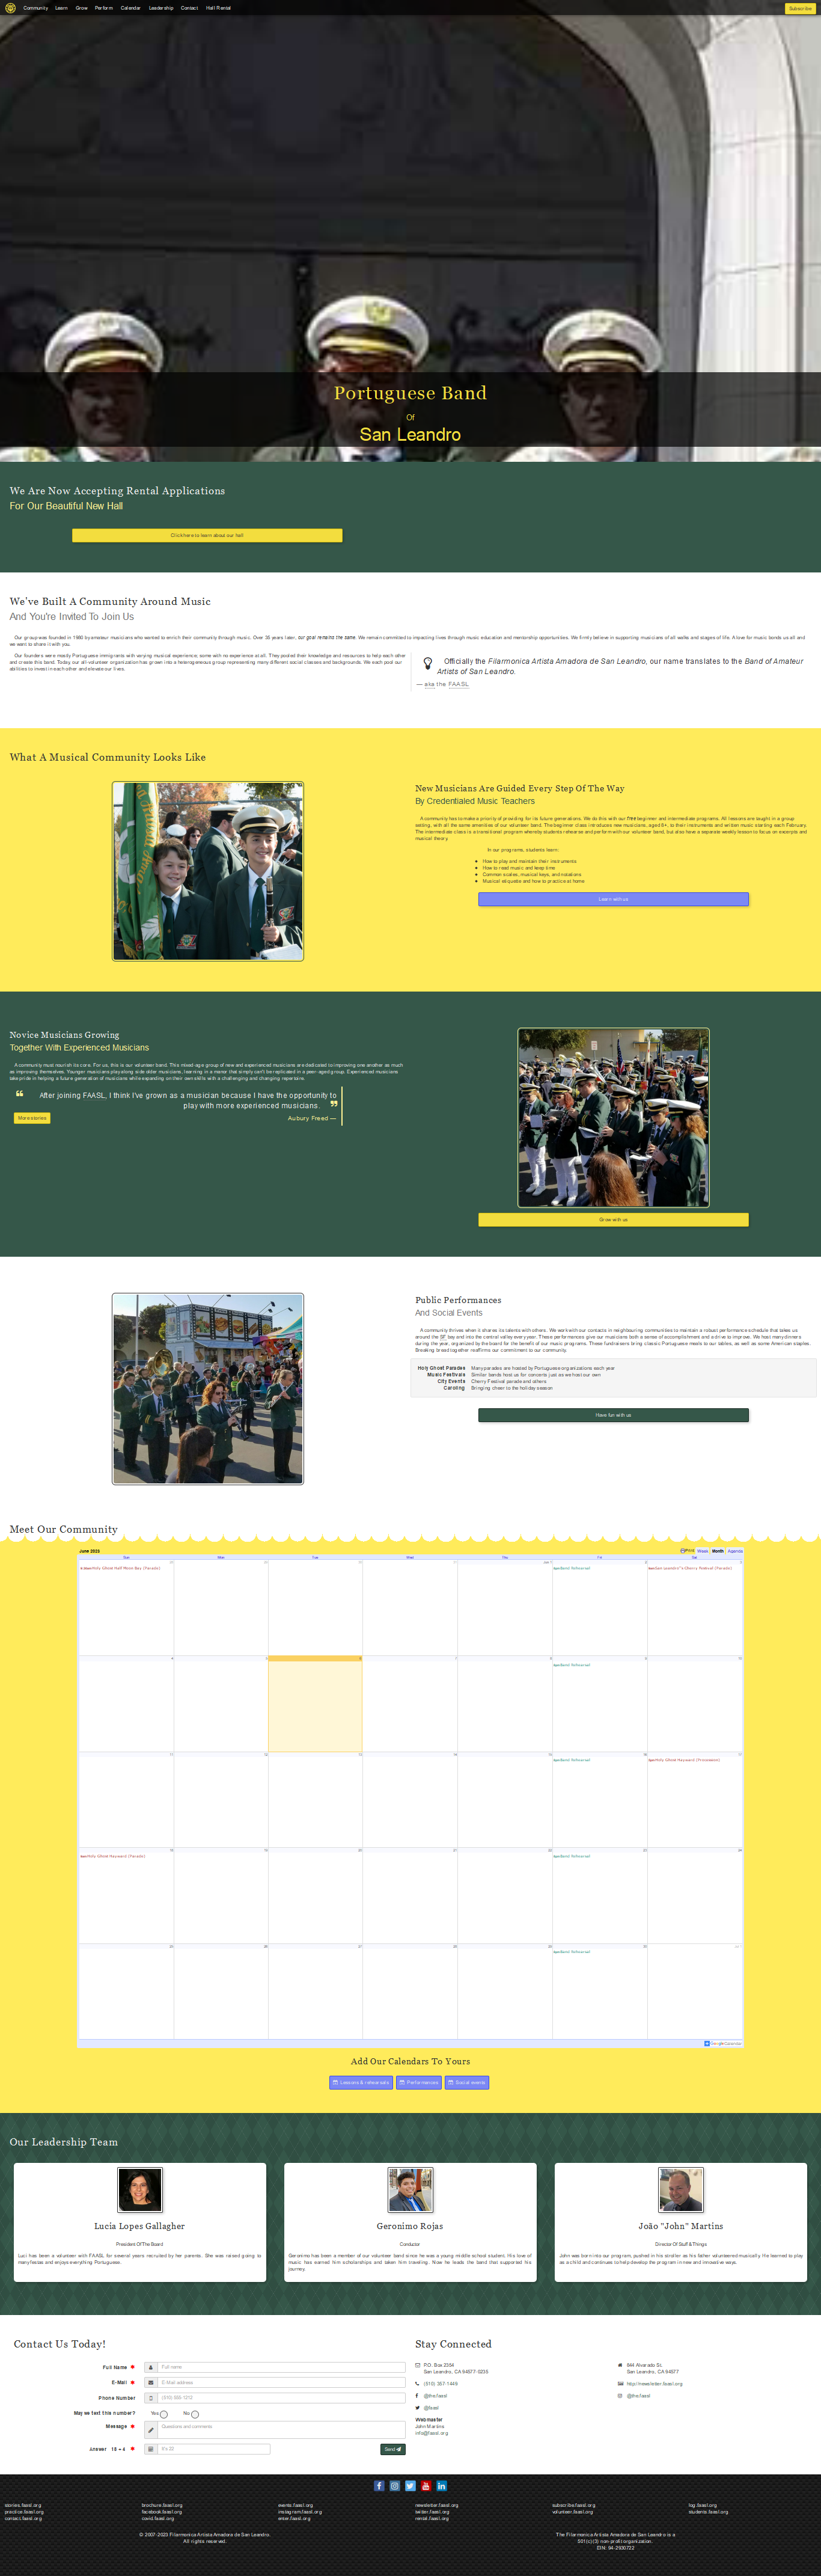 Community Learn Grow Perform Calendar Leadership Contact Hall Rental Subscribe
Portuguese Band
Of
San Leandro
We Are Now Accepting Rental Applications
For Our Beautiful New Hall
Click here to learn about our hall
We've Built A Community Around Music
And You're Invited To Join Us
Our group was founded in 1980 by amateur musicians who wanted to enrich their community through music. Over 35 years later, our goal remains the same. We remain committed to impacting lives through music education and mentorship opportunities. We firmly believe in supporting musicians of all walks and stages of life. A love for music bonds us all and
we want to share it with you.
Our founders were mostly Portuguese immigrants with varying musical experience; some with no experience at all. They pooled their knowledge and resources to help each other
and create this band. Today, our all-volunteer organization has grown into a heterogeneous group representing many different social classes and backgrounds. We each pool our
abilities to invest in each other and elevate our lives.
Officially the Filarmonica Artista Amadora de San Leandro, our name translates to the Band of Amateur
Artists of San Leandro.
— aka the FAASL
What A Musical Community Looks Like
New Musicians Are Guided Every Step Of The Way
By Credentialed Music Teachers
A community has to make a priority of providing for its future generations. We do this with our free beginner and intermediate programs. All lessons are taught in a group
setting, with all the same amenities of our volunteer band. The beginner class introduces new musicians, aged 6+, to their instruments and written music starting each February.
The intermediate class is a transitional program whereby students rehearse and perform with our volunteer band, but also have a separate weekly lesson to focus on excerpts and
musical theory.
In our programs, students learn:
How to play and maintain their instruments
How to read music and keep time
Common scales, musical keys, and notations
Musical etiquette and how to practice at home
Learn with us
Novice Musicians Growing
Together With Experienced Musicians
A community must nourish its core. For us, this is our volunteer band. This mixed-age group of new and experienced musicians are dedicated to improving one another as much
as improving themselves. Younger musicians play along side older musicians, learning in a manner that simply can't be replicated in a peer-aged group. Experienced musicians
take pride in helping a future generation of musicians while expanding on their own skills with a challenging and changing repertoire.
After joining FAASL, I think I've grown as a musician because I have the opportunity to
play with more experienced musicians.
Aubury Freed —
More stories
Grow with us
Public Performances
And Social Events
A community thrives when it shares its talents with others. We work with our contacts in neighbouring communities to maintain a robust performance schedule that takes us
around the SF bay and into the central valley every year. These performances give our musicians both a sense of accomplishment and a drive to improve. We host many dinners
during the year, organized by the board for the benefit of our music programs. These fundraisers bring classic Portuguese meals to our tables, as well as some American staples.
Breaking bread together reaffirms our commitment to our community.
Holy Ghost Parades Many parades are hosted by Portuguese organizations each year
Music Festivals Similar bands host us for concerts just as we host our own
City Events Cherry Festival parade and others
Caroling Bringing cheer to the holiday season
Have fun with us
Meet Our Community
June 2023 Print Week Month Agenda
Sun Mon Tue Wed Thu Fri Sat
Holy Ghost Half Moon Bay (Parade) Band Rehearsal San Leandro's Cherry Festival (Parade)
4 5 6 7 8 9 10
Band Rehearsal
11 12 13 14 15 16 17
Band Rehearsal Holy Ghost Hayward (Procession)
18 19 20 21 22 23 24
Holy Ghost Hayward (Parade) Band Rehearsal
25 26 27 28 29 30
Band Rehearsal
Google Calendar
Add Our Calendars To Yours
Lessons & rehearsals Performances Social events
Our Leadership Team
Lucia Lopes Gallagher
President Of The Board
Luci has been a volunteer with FAASL for several years recruited by her parents. She was raised going to
many festas and enjoys everything Portuguese.
Geronimo Rojas
Conductor
Geronimo has been a member of our volunteer band since he was a young middle school student. His love of
music has earned him scholarships and taken him traveling. Now he leads the band that supported his
journey.
João "John" Martins
Director Of Stuff & Things
John was born into our program, pushed in his stroller as his father volunteered musically. He learned to play
as a child and continues to help develop the program in new and innovative ways.
Contact Us Today!
Full Name Full name
E-Mail E-Mail address
Phone Number (510) 555-1212
May we text this number? Yes No
Message Questions and comments
Answer 18 + 4 It's 22
Send
Stay Connected
P.O. Box 2334
San Leandro, CA 94577-0233
(510) 357-1449
@thefaasl
@faasl
Webmaster
John Martins
info@faasl.org
644 Alvarado St.
San Leandro, CA 94577
http://newsletter.faasl.org
@thefaasl
stories.faasl.org brochure.faasl.org events.faasl.org newsletter.faasl.org subscribe.faasl.org log.faasl.org
practice.faasl.org facebook.faasl.org instagram.faasl.org twitter.faasl.org volunteer.faasl.org students.faasl.org
contact.faasl.org covid.faasl.org enter.faasl.org rental.faasl.org
© 2007-2023 Filarmonica Artista Amadora de San Leandro.
All rights reserved.
The Filarmonica Artista Amadora de San Leandro is a
501(c)(3) non profit organization.
EIN: 94-2930722